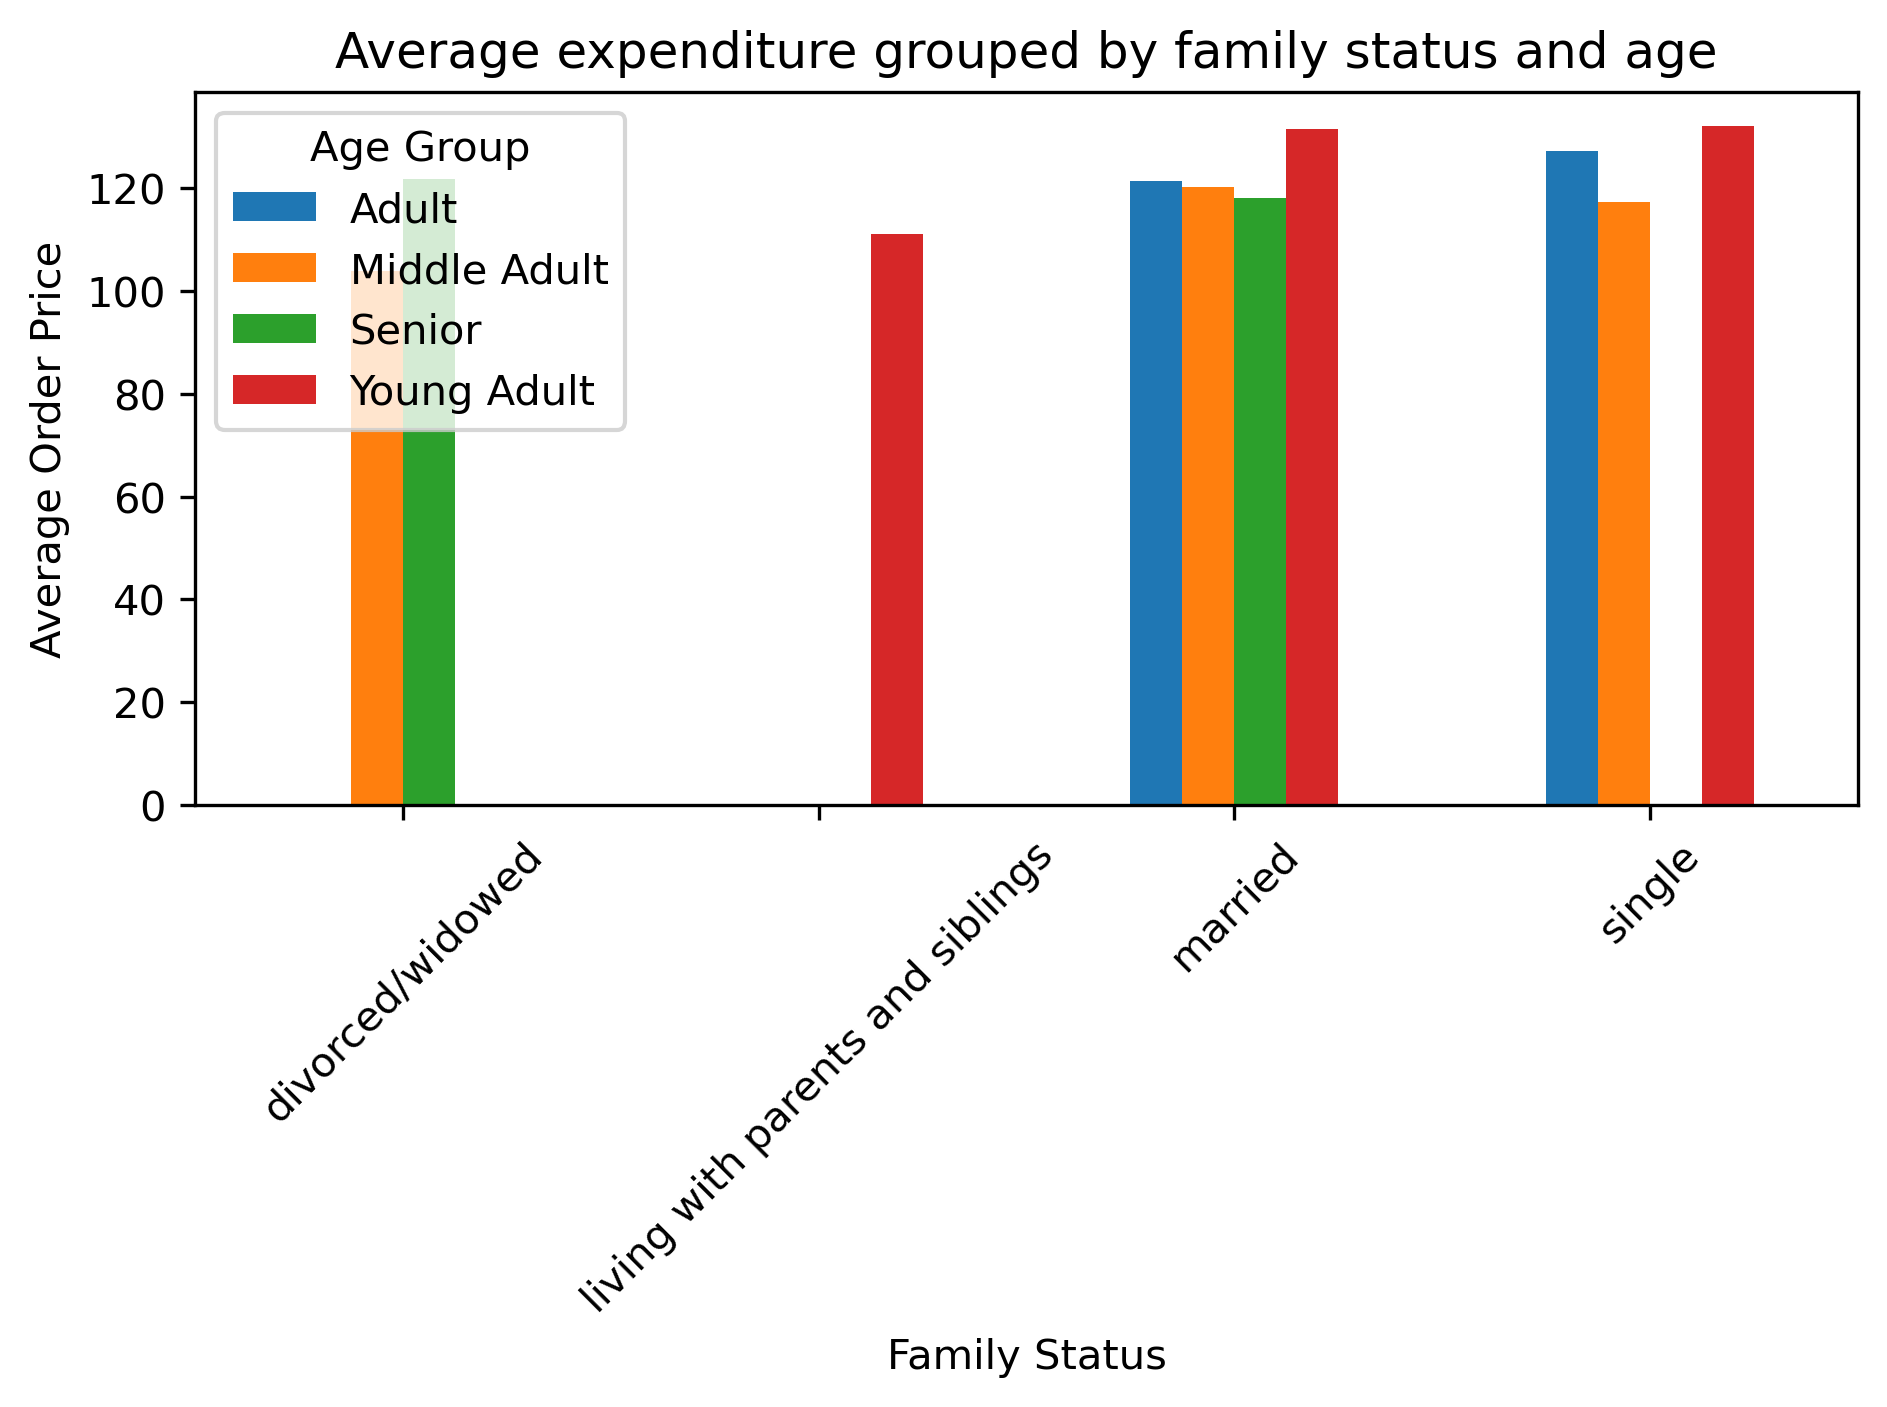 Average expenditure grouped by family status and age
Age Group
Adult
Middle Adult
Senior
Young Adult
Average Order Price
120
100
80
60
40
20
0
divorced/widowed
living with parents and siblings
married
single
Family Status